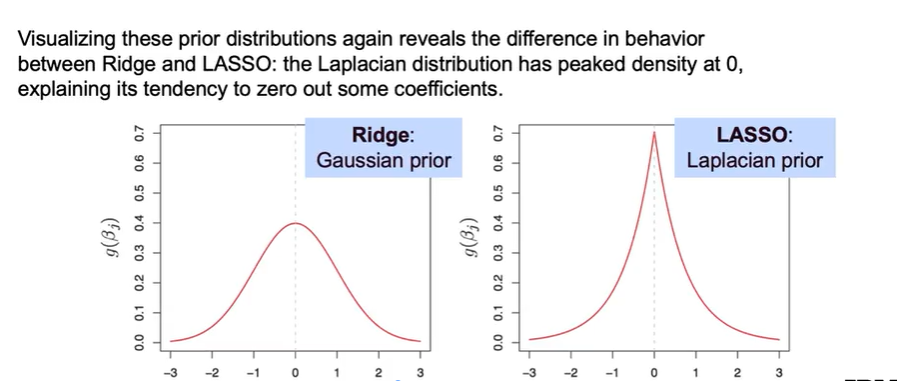 Visualizing these prior distributions again reveals the difference in behavior
between Ridge and LASSO: the Laplacian distribution has peaked density at 0,
explaining its tendency to zero out some coefficients.
Ridge:
Gaussian prior
g(βj)
0.7
0.6
0.5
0.4
0.3
0.2
0.1
0.0
-3 -2 -1 0 1 2 3
LASSO:
Laplacian prior
g(βj)
0.7
0.6
0.5
0.4
0.3
0.2
0.1
0.0
-3 -2 -1 0 1 2 3